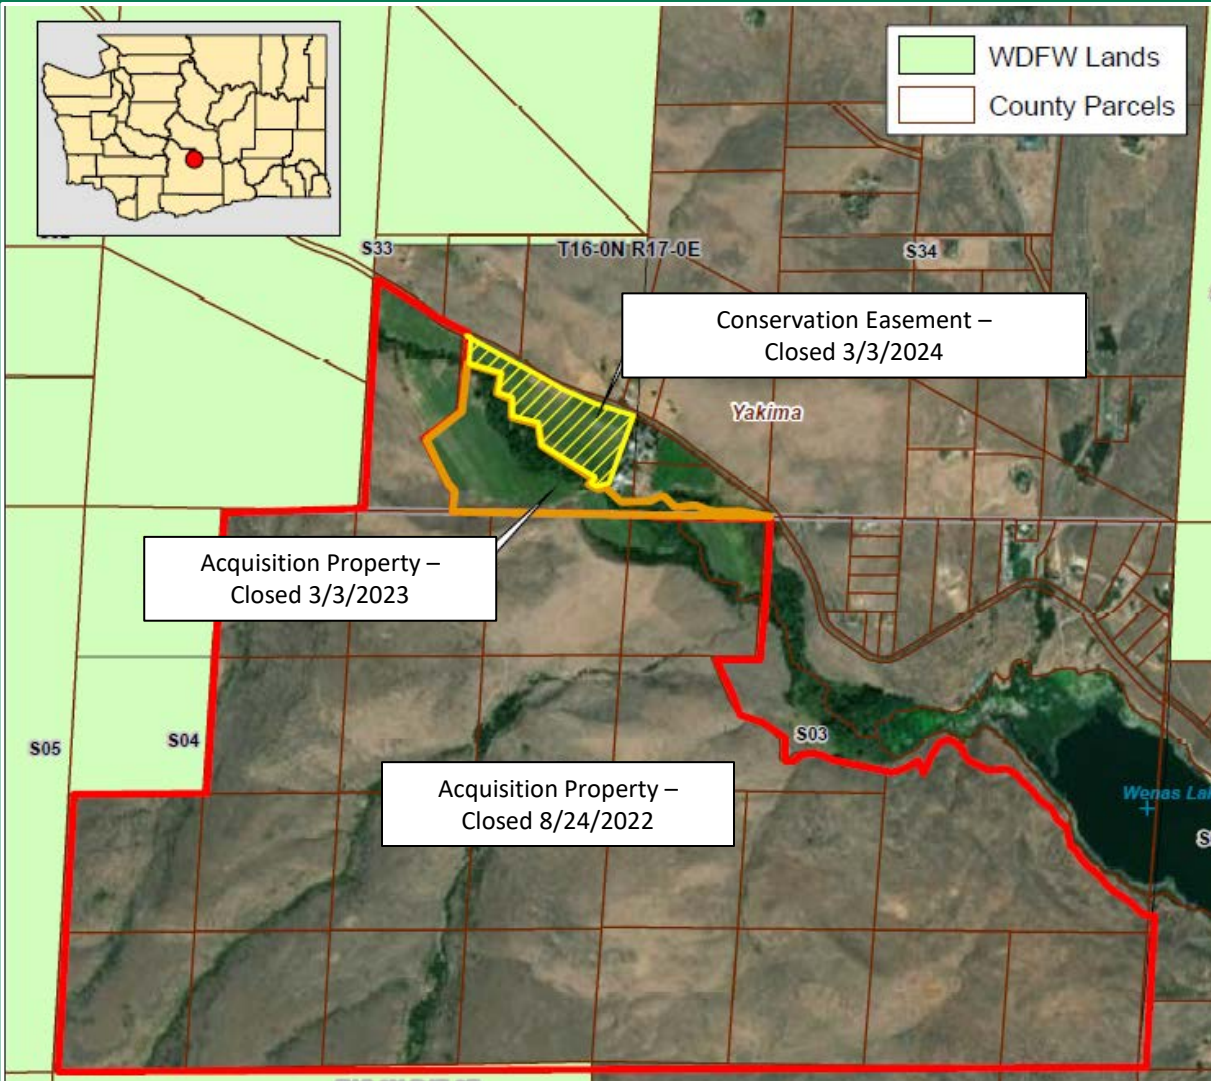 WDFW Lands
County Parcels
S33
T16-0N R17-0E
S34
Conservation Easement –
Closed 3/3/2024
Yakima
Acquisition Property –
Closed 3/3/2023
S05
S04
S03
Acquisition Property –
Closed 8/24/2022
Wenas La
S